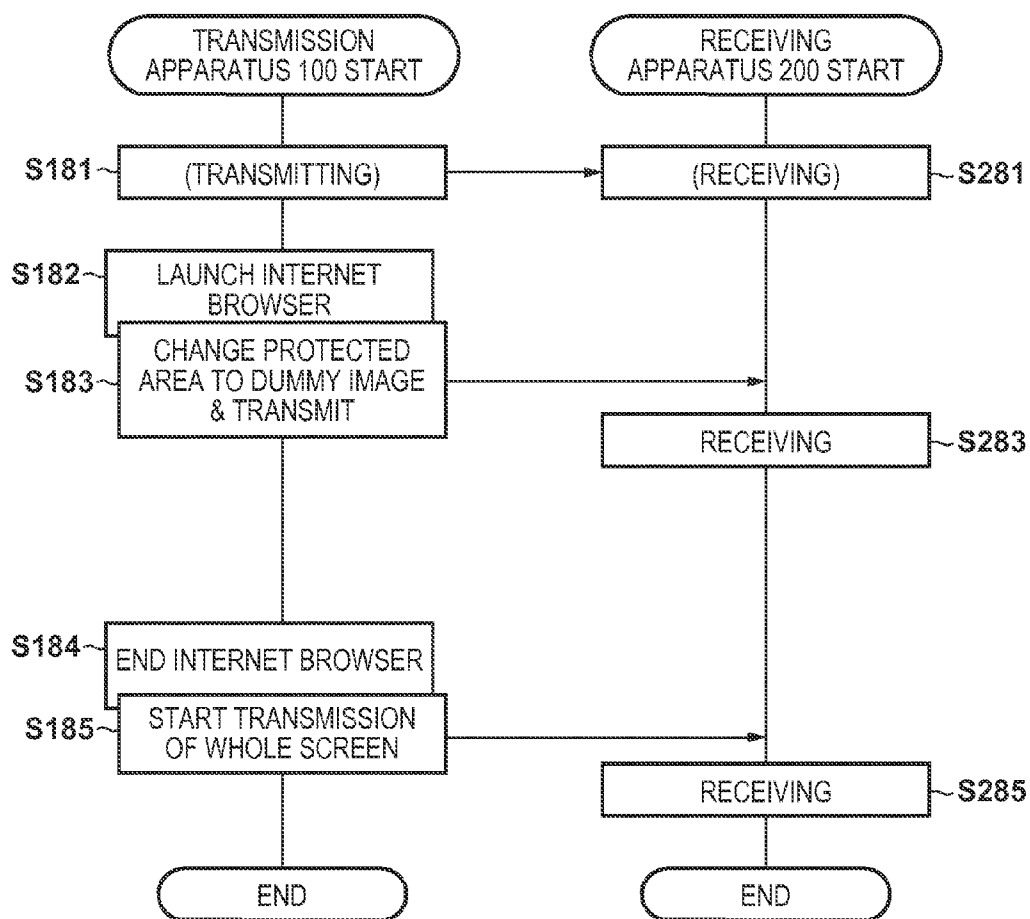 TRANSMISSION
APPARATUS 100 START
RECEIVING
APPARATUS 200 START
S181
(TRANSMITTING)
(RECEIVING)
S281
S182
LAUNCH INTERNET
BROWSER
S183
CHANGE PROTECTED
AREA TO DUMMY IMAGE
& TRANSMIT
RECEIVING
S283
S184
END INTERNET BROWSER
S185
START TRANSMISSION
OF WHOLE SCREEN
RECEIVING
S285
END
END